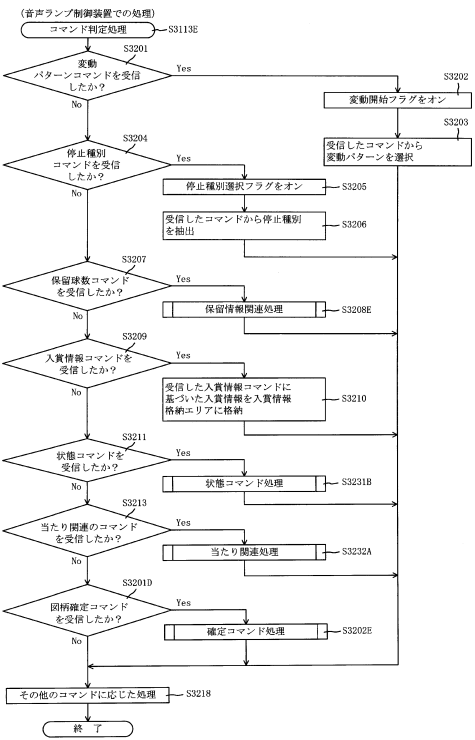 (音声ランプ制御装置での処理)
コマンド判定処理
S3113E
S3201
変動
パターンコマンドを受信
したか?
Yes
No
S3202
変動開始フラグをオン
S3203
受信したコマンドから
変動パターンを選択
S3204
停止種別
コマンドを受信
したか?
Yes
No
停止種別選択フラグをオン
S3205
受信したコマンドから停止種別
を抽出
S3206
S3207
保留球数コマンド
を受信したか?
Yes
No
保留情報関連処理
S3208E
S3209
入賞情報コマンドを
受信したか?
Yes
No
受信した入賞情報コマンドに
基づいた入賞情報を入賞情報
格納エリアに格納
S3210
S3211
状態コマンドを
受信したか?
Yes
No
状態コマンド処理
S3231B
S3213
当たり関連のコマンド
を受信したか?
Yes
No
当たり関連処理
S3232A
S3201D
図柄確定コマンド
を受信したか?
Yes
No
確定コマンド処理
S3202E
その他のコマンドに応じた処理
S3218
終 了